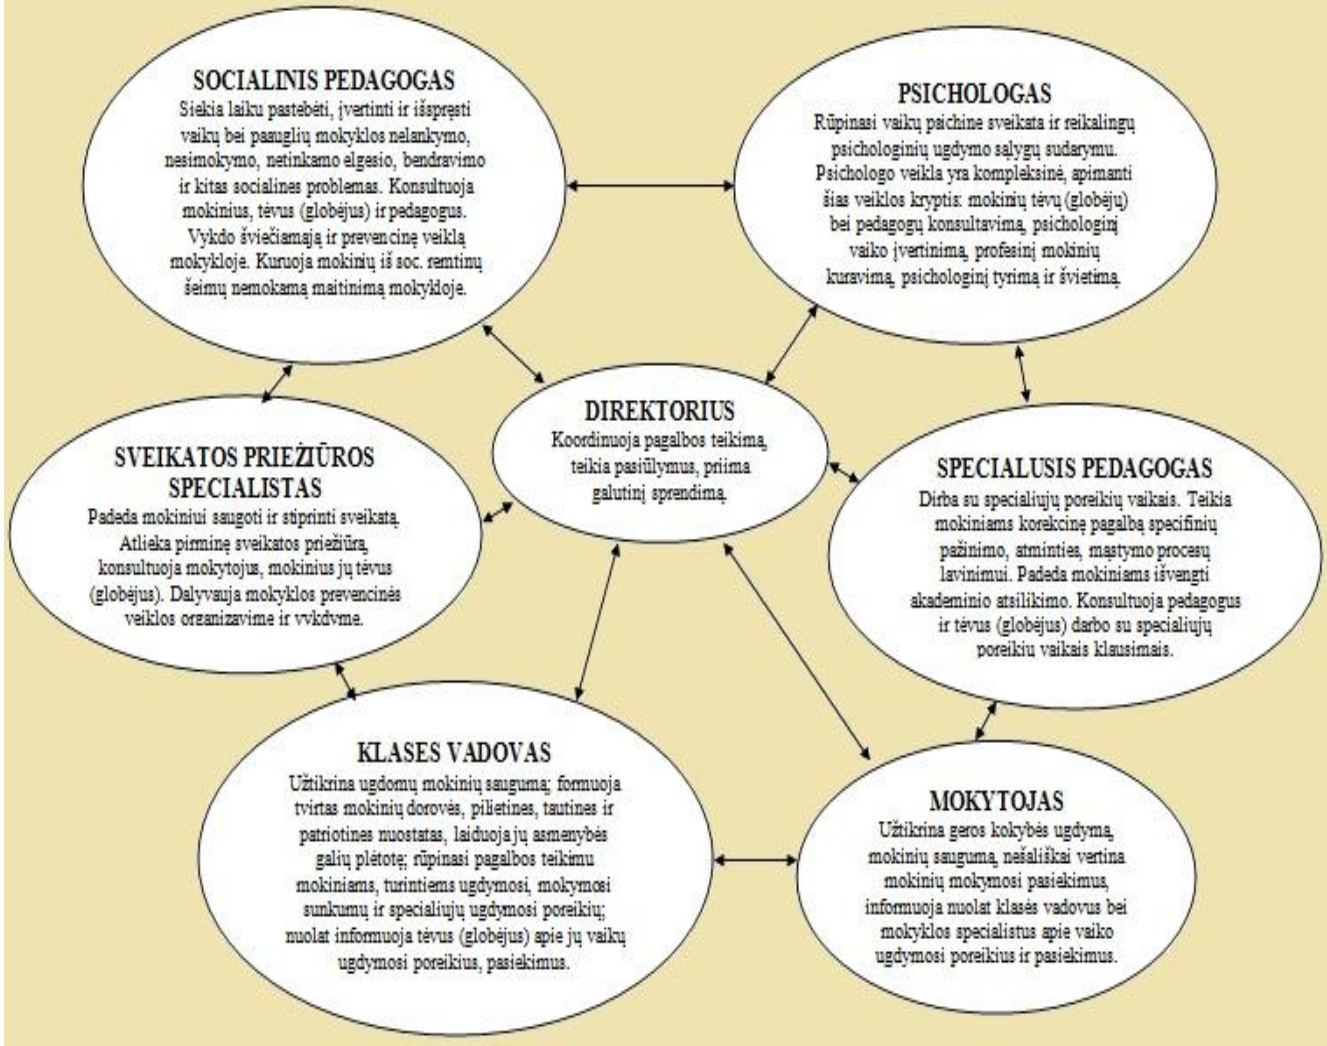 SOCIALINIS PEDAGOGAS
Siekia laiku pastebėti, įvertinti ir išspręsti
vaikų bei paauglių mokyklos nelankymo,
nesimokymo, netinkamo elgesio, bendravimo
ir kitas socialines problemas. Konsultuoja
mokinius, tėvus (globėjus) ir pedagogus.
Vykdo šviečiamąją ir prevencinę veiklą
mokykloje. Kuruoja mokinių iš soc. remtinų
šeimų nemokamą maitinimą mokykloje.
PSICHOLOGAS
Rūpinasi vaikų psichine sveikata ir reikalingų
psichologinių ugdymo sąlygų sudarymu.
Psichologo veikla yra kompleksinė, apimanti
šias veiklos kryptis: mokinių tėvų (globėjų)
bei pedagogų konsultavimą, psichologinį
vaiko įvertinimą, profesinį mokinių
kuravimą, psichologinį tyrimą ir švietimą.
DIREKTORIUS
Koordinuoja pagalbos teikimą,
teikia pasiūlymus, priima
galutinį sprendimą.
SVEIKATOS PRIEŽIŪROS
SPECIALISTAS
Padeda mokiniui saugoti ir stiprinti sveikatą.
Atlieka pirminę sveikatos priežiūrą,
konsultuoja mokytojus, mokinius jų tėvus
(globėjus). Dalyvauja mokyklos prevencinės
veiklos organizavime ir vykdyme.
SPECIALUSIS PEDAGOGAS
Dirba su specialiųjų poreikių vaikais. Teikia
mokiniams korekcinę pagalbą specifinių
pažinimo, atminties, mąstymo procesų
lavinimui. Padeda mokiniams išvengti
akademinio atsilikimo. Konsultuoja pedagogus
ir tėvus (globėjus) darbo su specialiųjų
poreikių vaikais klausimais.
KLASĖS VADOVAS
Užtikrina ugdomų mokinių saugumą; formuoja
tvirtas mokinių dorovės, pilietines, tautines ir
patriotines nuostatas, laiduoja jų asmenybės
galių plėtotę; rūpinasi pagalbos teikimu
mokiniams, turintiems ugdymosi, mokymosi
sunkumų ir specialiųjų ugdymosi poreikių;
nuolat informuoja tėvus (globėjus) apie jų vaikų
ugdymosi poreikius, pasiekimus.
MOKYTOJAS
Užtikrina geros kokybės ugdymą,
mokinių saugumą, nešališkai vertina
mokinių mokymosi pasiekimus,
informuoja nuolat klasės vadovus bei
mokyklos specialistus apie vaiko
ugdymosi poreikius ir pasiekimus.